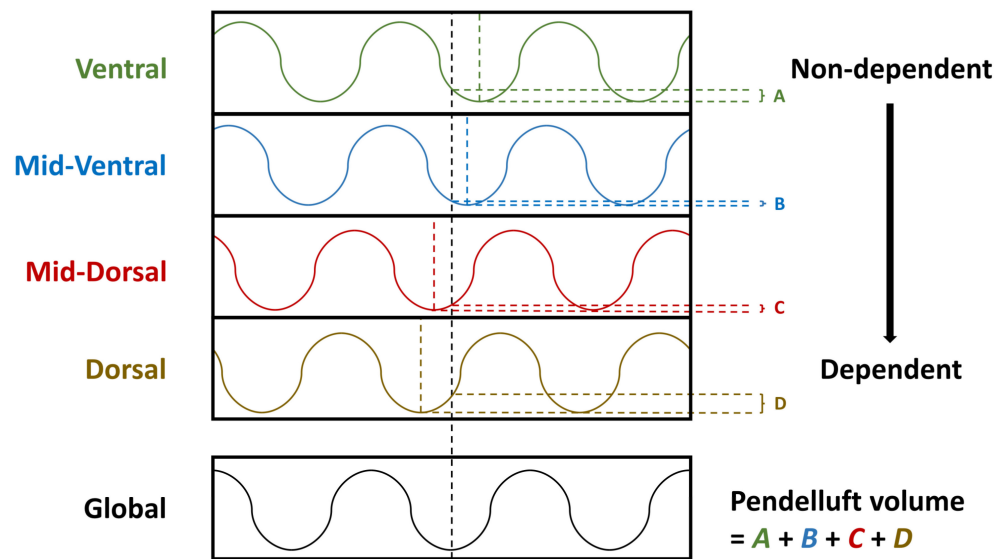 Ventral
A
Non-dependent
Mid-Ventral
B
Mid-Dorsal
C
Dorsal
D
Dependent
Global
Pendelluft volume
= A + B + C + D